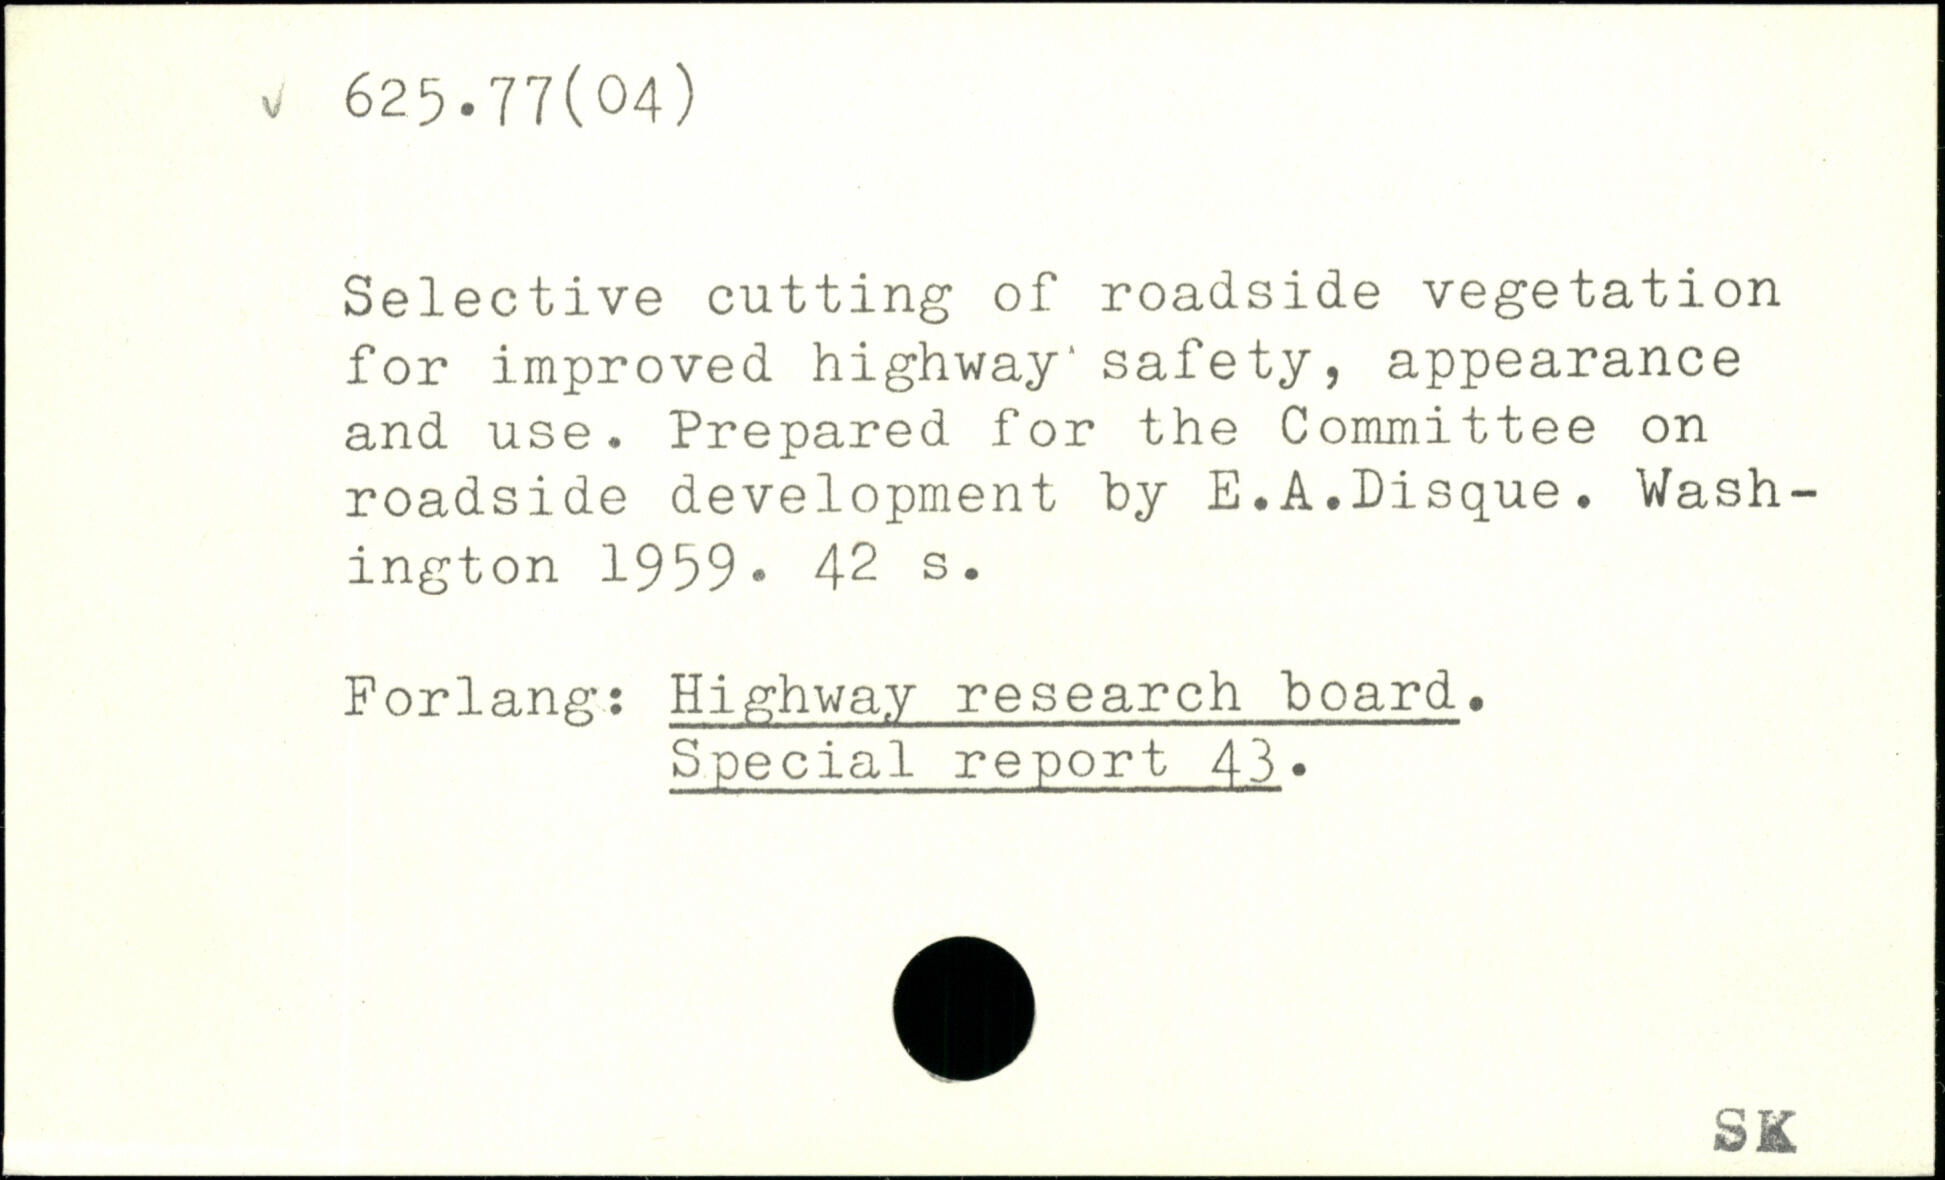 ✓ 625.77(04)
Selective cutting of roadside vegetation
for improved highway safety, appearance
and use. Prepared for the Committee on
roadside development by E.A.Disque. Wash-
ington 1959. 42 s.
Forlang: Highway research board.
Special report 43.
SK